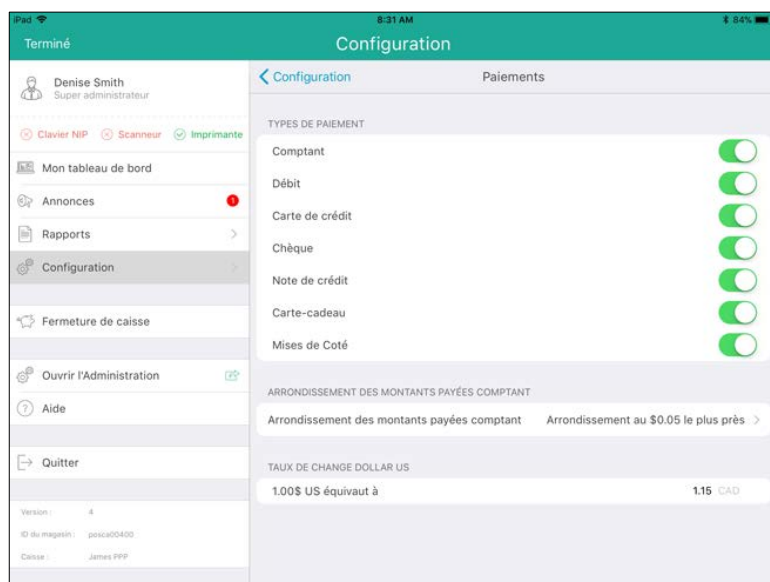 iPad 8:31 AM 84%
Terminé Configuration
Denise Smith
Super administrateur
Clavier NIP Scanneur Imprimante
Mon tableau de bord
Annonces 1
Rapports
Configuration
Fermeture de caisse
Ouvrir l'Administration
Aide
Quitter
Version : 4
ID du magasin : posca00400
Caisse : James PPP
Configuration Paiements
TYPES DE PAIEMENT
Comptant
Débit
Carte de crédit
Chèque
Note de crédit
Carte-cadeau
Mises de Coté
ARRONDISSEMENT DES MONTANTS PAYÉES COMPTANT
Arrondissement des montants payées comptant Arrondissement au $0.05 le plus près
TAUX DE CHANGE DOLLAR US
1.00$ US équivaut à 1.15 CAD